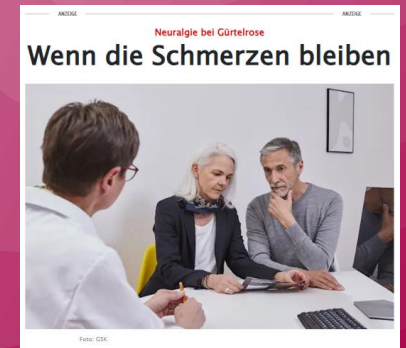 ANZEIGE ANZEIGE
Neuralgie bei Gürtelrose
Wenn die Schmerzen bleiben
Foto: GSK